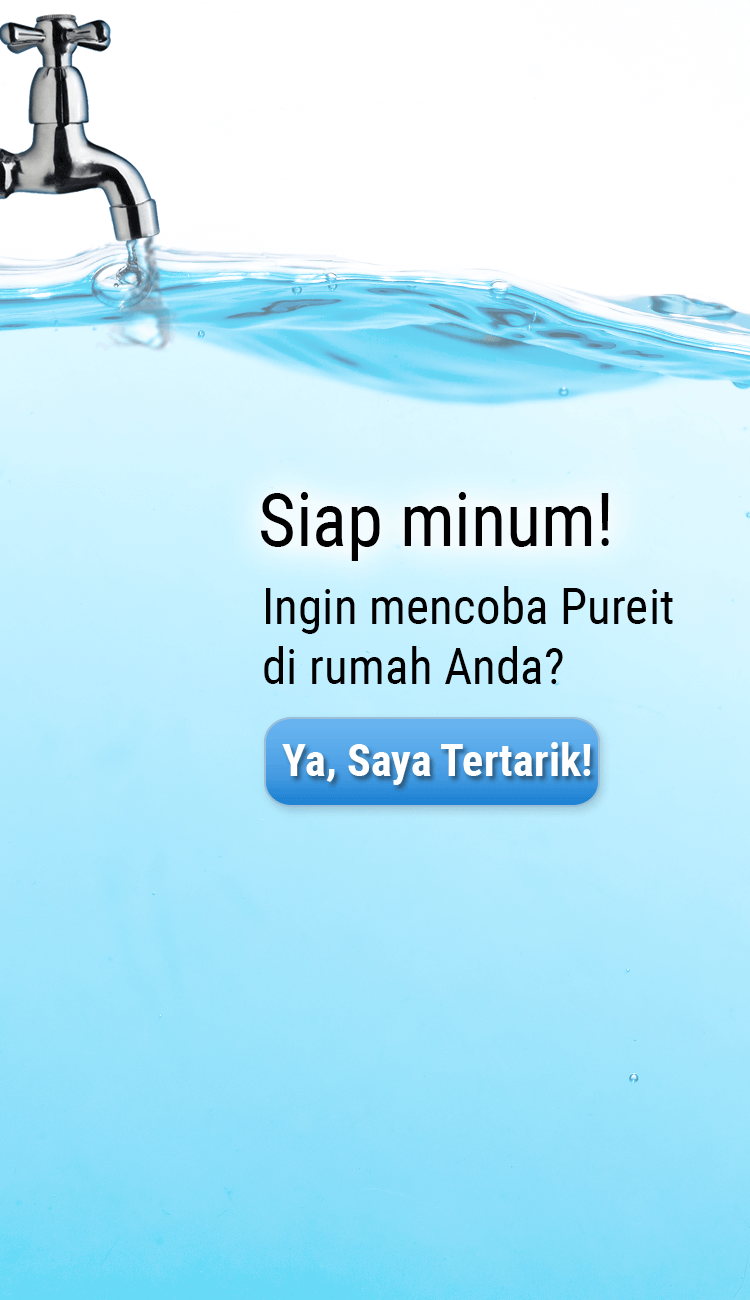 Siap minum!
Ingin mencoba Pureit
di rumah Anda?
Ya, Saya Tertarik!